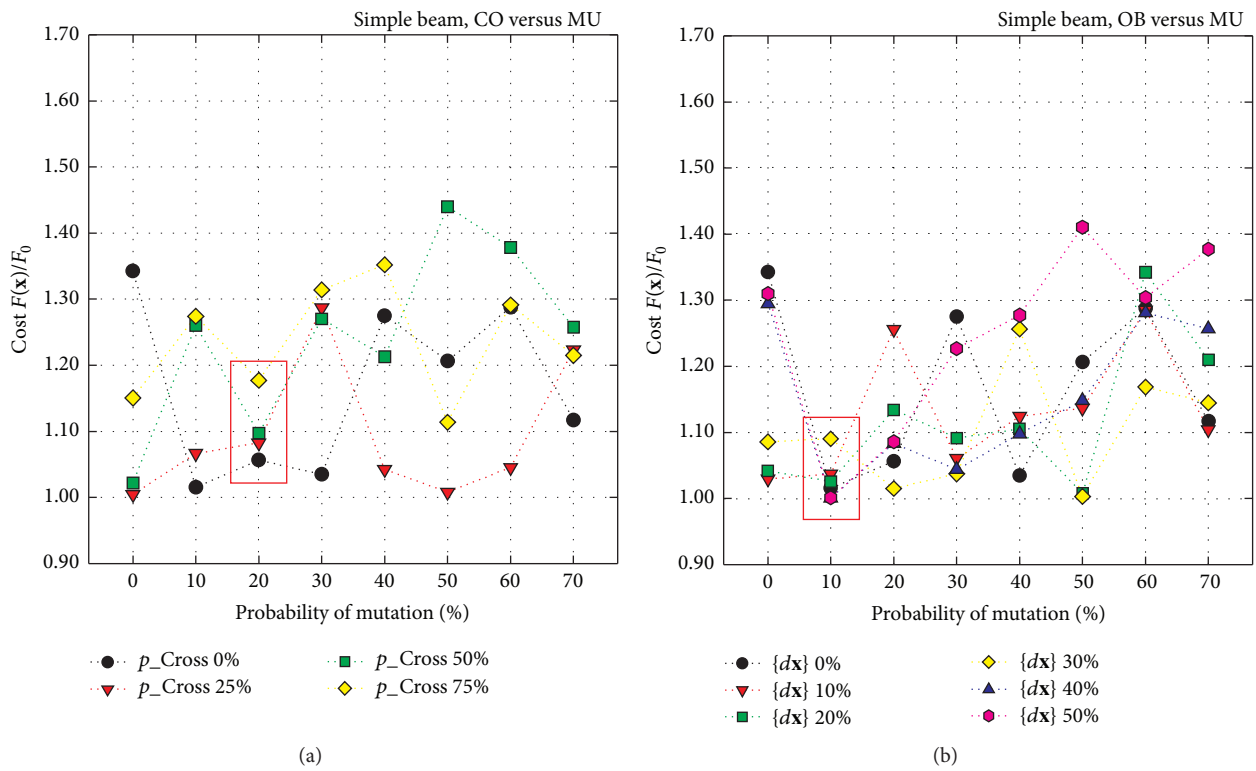 Simple beam, CO versus MU
1.70
1.60
1.50
1.40
1.30
1.20
1.10
1.00
0.90
Cost F(x)/F0
0 10 20 30 40 50 60 70
Probability of mutation (%)
p_Cross 0%
p_Cross 25%
p_Cross 50%
p_Cross 75%
(a)
Simple beam, OB versus MU
1.70
1.60
1.50
1.40
1.30
1.20
1.10
1.00
0.90
Cost F(x)/F0
0 10 20 30 40 50 60 70
Probability of mutation (%)
{dx} 0%
{dx} 10%
{dx} 20%
{dx} 30%
{dx} 40%
{dx} 50%
(b)